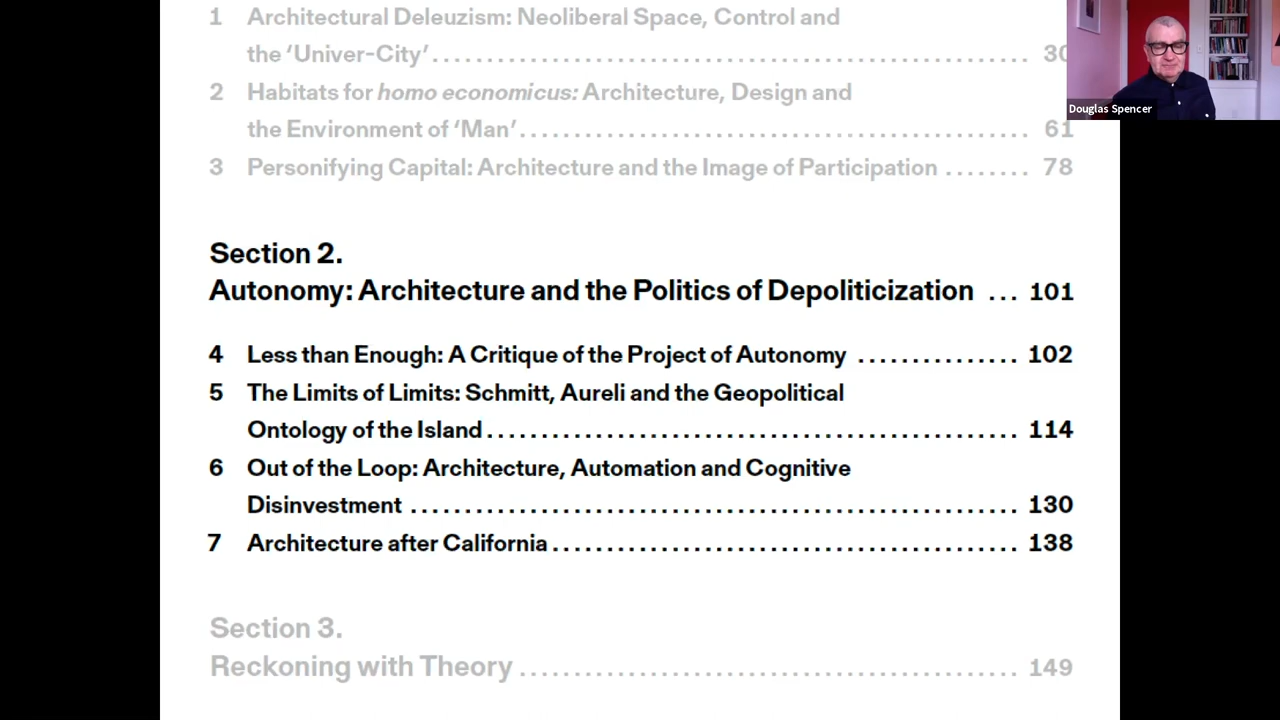 1 Architectural Deleuzism: Neoliberal Space, Control and
the ‘Univer-City’ ............................................ 30
2 Habitats for homo economicus: Architecture, Design and
the Environment of ‘Man’ ...................................... 61
3 Personifying Capital: Architecture and the Image of Participation ........ 78
Douglas Spencer
Section 2.
Autonomy: Architecture and the Politics of Depoliticization ... 101
4 Less than Enough: A Critique of the Project of Autonomy ............... 102
5 The Limits of Limits: Schmitt, Aureli and the Geopolitical
Ontology of the Island ........................................ 114
6 Out of the Loop: Architecture, Automation and Cognitive
Disinvestment ............................................. 130
7 Architecture after California ................................... 138
Section 3.
Reckoning with Theory ...................................... 149